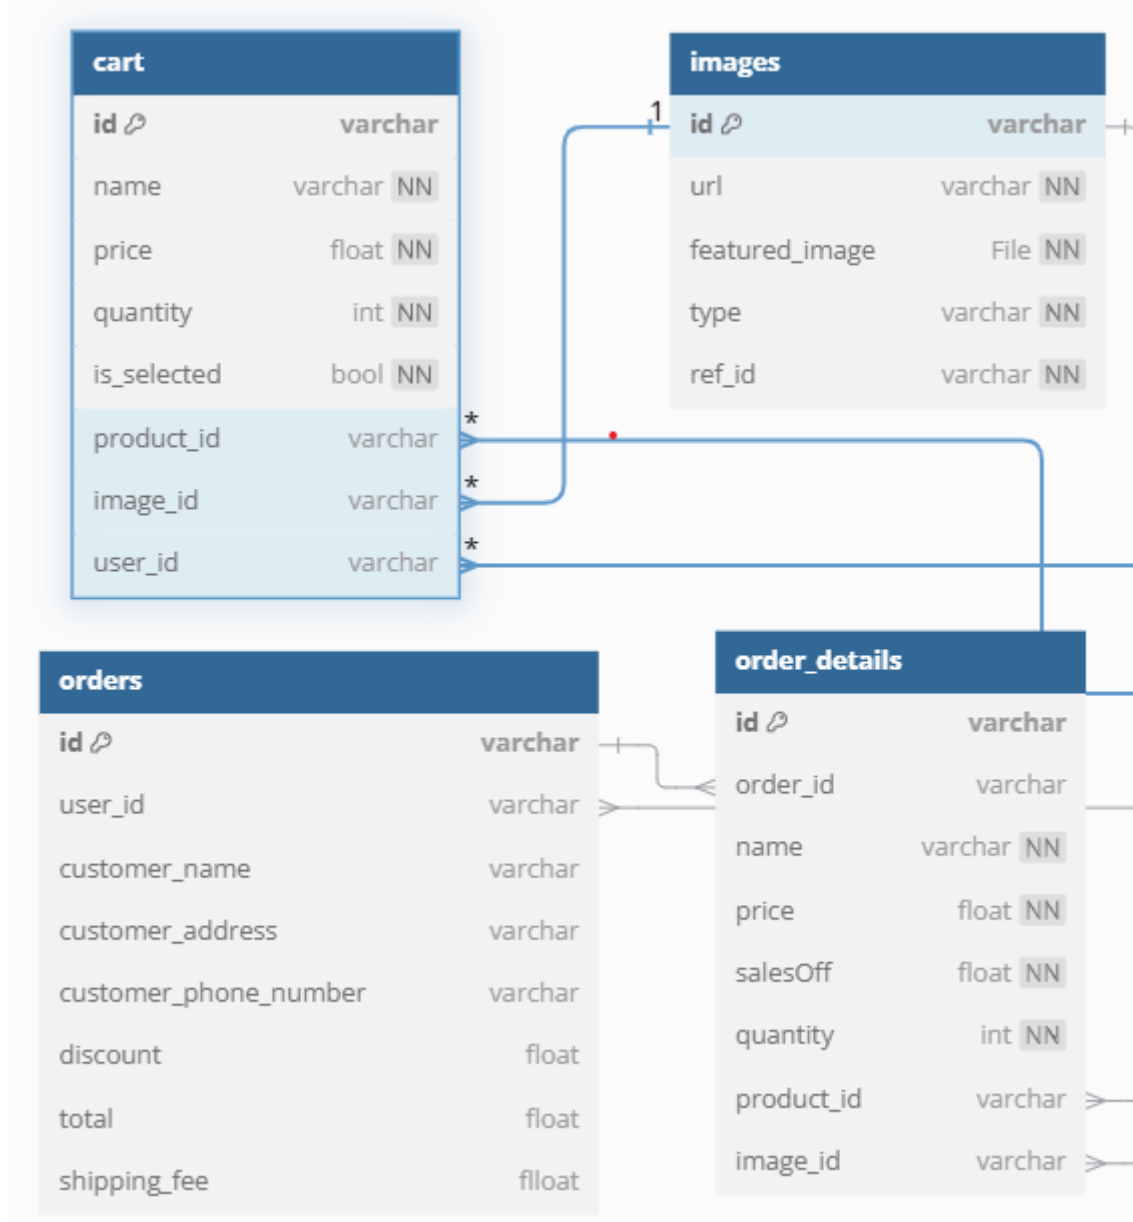 cart
id varchar
name varchar NN
price float NN
quantity int NN
is_selected bool NN
product_id varchar *
image_id varchar *
user_id varchar *
images
1 id varchar
url varchar NN
featured_image File NN
type varchar NN
ref_id varchar NN
orders
id varchar
user_id varchar
customer_name varchar
customer_address varchar
customer_phone_number varchar
discount float
total float
shipping_fee flloat
order_details
id varchar
order_id varchar
name varchar NN
price float NN
salesOff float NN
quantity int NN
product_id varchar
image_id varchar